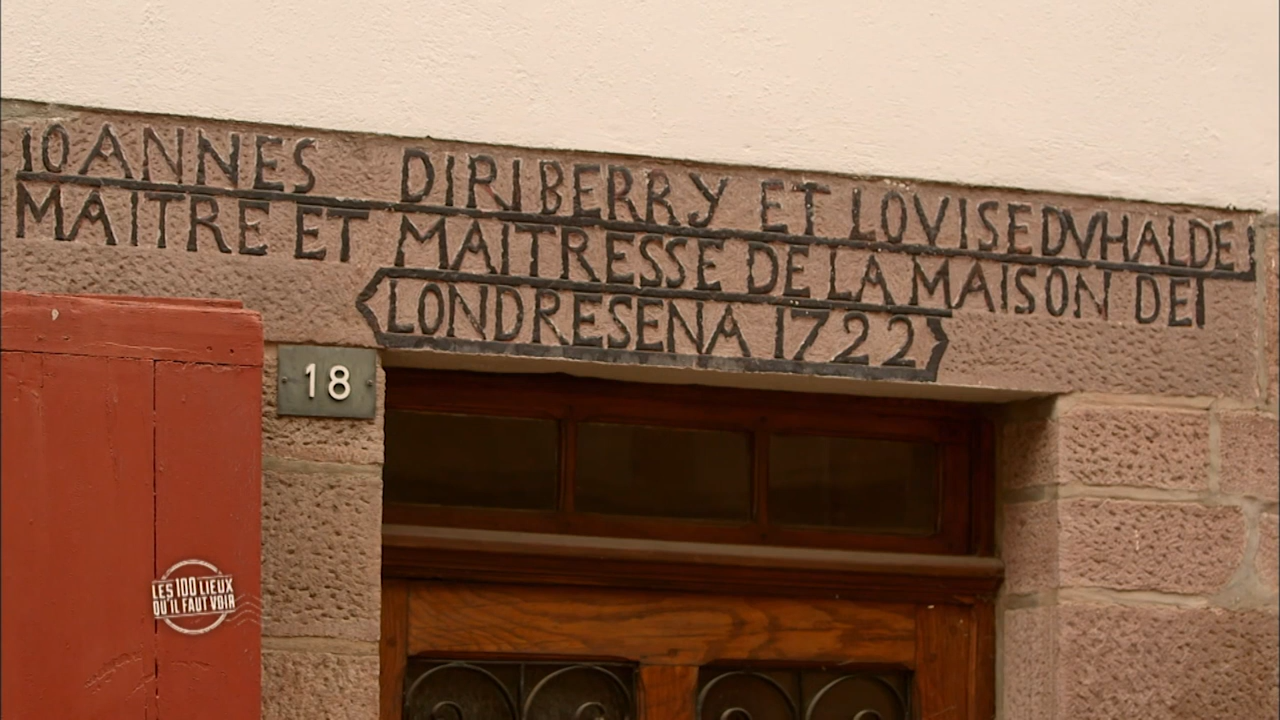 IOANNES DIRIBERRY ET LOVISE DVHALDE
MAITRE ET MAITRESSE DE LA MAISON DEI
LONDRESENA 1722
18
LES 100 LIEUX
QU'IL FAUT VOIR